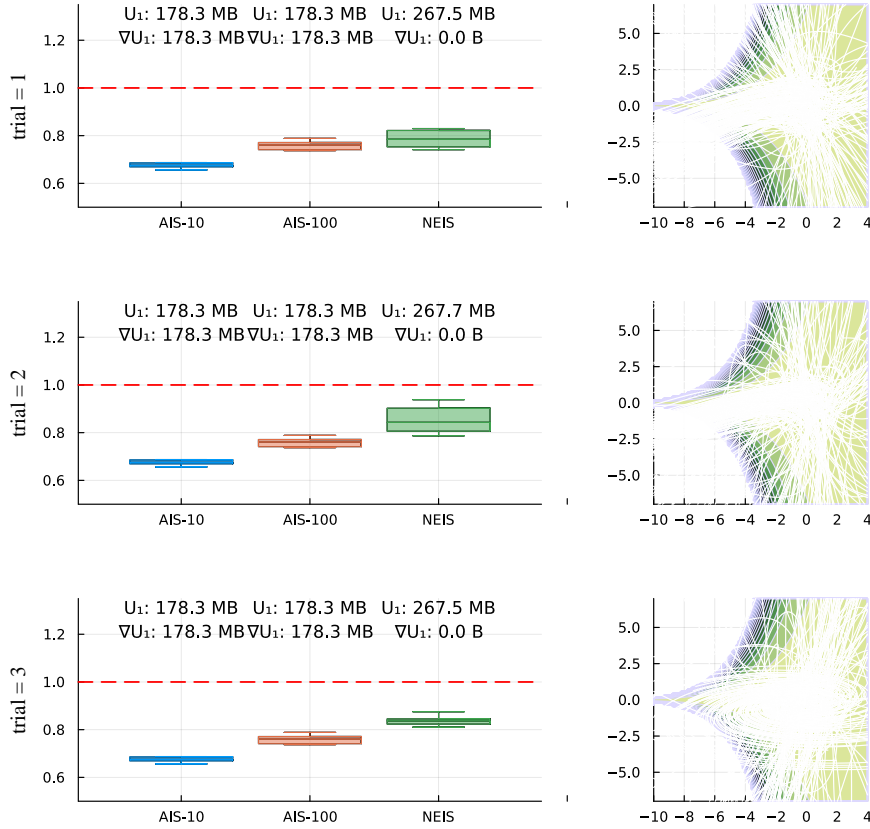 U₁: 178.3 MB U₁: 178.3 MB U₁: 267.5 MB
∇U₁: 178.3 MB ∇U₁: 178.3 MB ∇U₁: 0.0 B
1.2
1.0
0.8
0.6
trial = 1
AIS-10 AIS-100 NEIS
5.0
2.5
0.0
−2.5
−5.0
−10 −8 −6 −4 −2 0 2 4
U₁: 178.3 MB U₁: 178.3 MB U₁: 267.7 MB
∇U₁: 178.3 MB ∇U₁: 178.3 MB ∇U₁: 0.0 B
1.2
1.0
0.8
0.6
trial = 2
AIS-10 AIS-100 NEIS
5.0
2.5
0.0
−2.5
−5.0
−10 −8 −6 −4 −2 0 2 4
U₁: 178.3 MB U₁: 178.3 MB U₁: 267.5 MB
∇U₁: 178.3 MB ∇U₁: 178.3 MB ∇U₁: 0.0 B
1.2
1.0
0.8
0.6
trial = 3
AIS-10 AIS-100 NEIS
5.0
2.5
0.0
−2.5
−5.0
−10 −8 −6 −4 −2 0 2 4